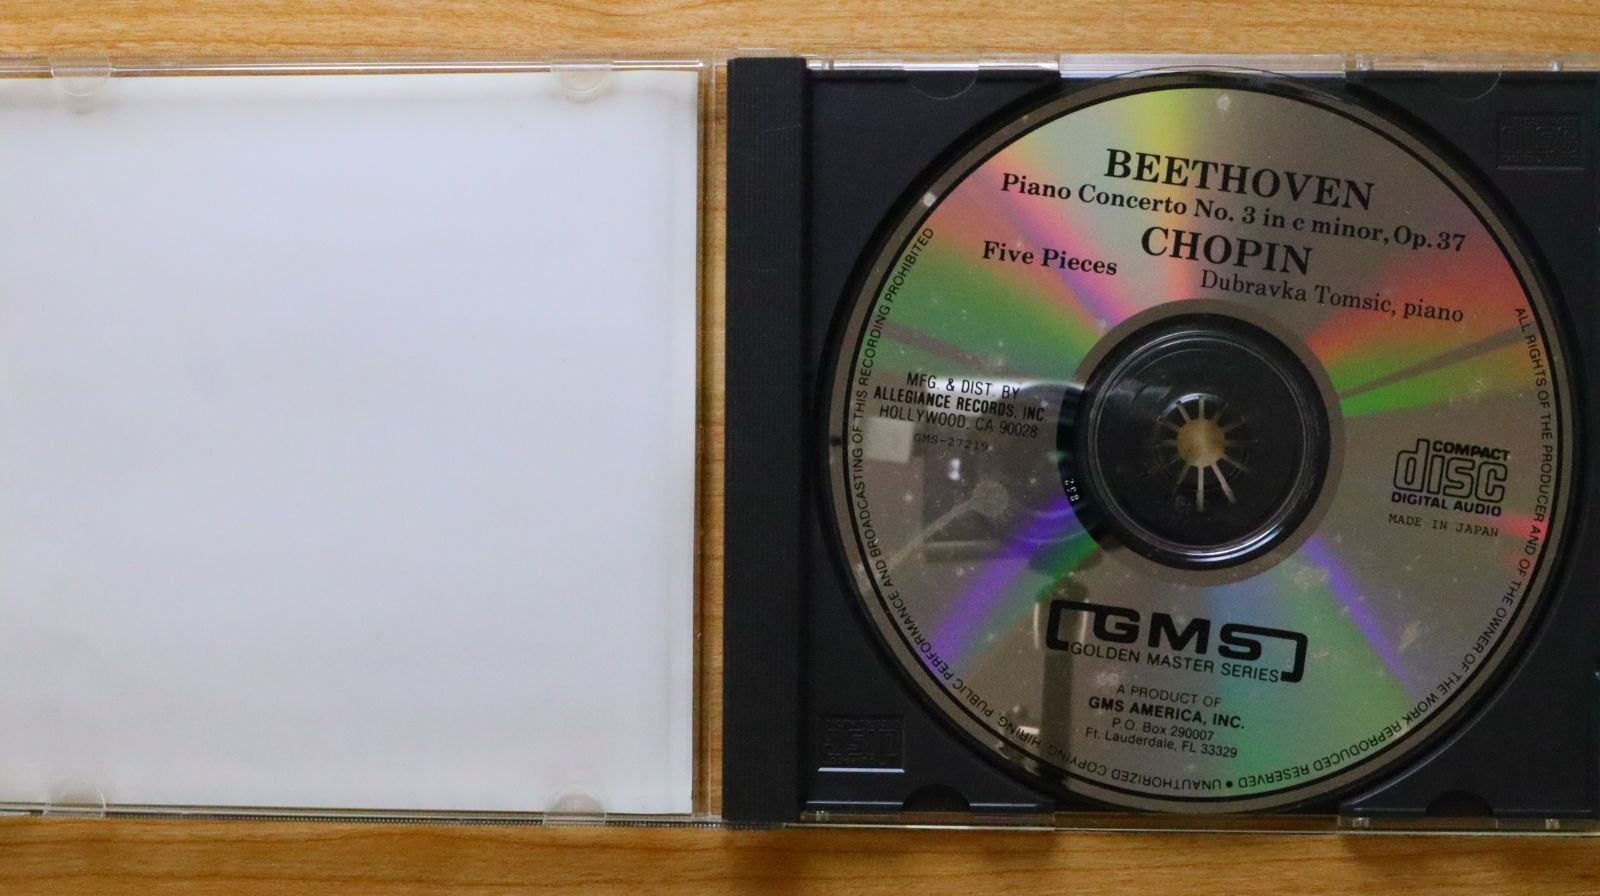 BEETHOVEN
Piano Concerto No. 3 in c minor, Op. 37
CHOPIN
Five Pieces
Dubravka Tomsic, piano
MFG. & DIST. BY
ALLEGIANCE RECORDS, INC.
HOLLYWOOD, CA 90028
GMS-27219
COMPACT
disc
DIGITAL AUDIO
MADE IN JAPAN
GMS
GOLDEN MASTER SERIES
A PRODUCT OF
GMS AMERICA, INC.
P.O. Box 290007
Ft. Lauderdale, FL 33329
ALL RIGHTS OF THE PRODUCER AND OF THE OWNER OF THE WORK REPRODUCED RESERVED • UNAUTHORIZED COPYING, HIRING, PUBLIC PERFORMANCE AND BROADCASTING OF THIS RECORDING PROHIBITED